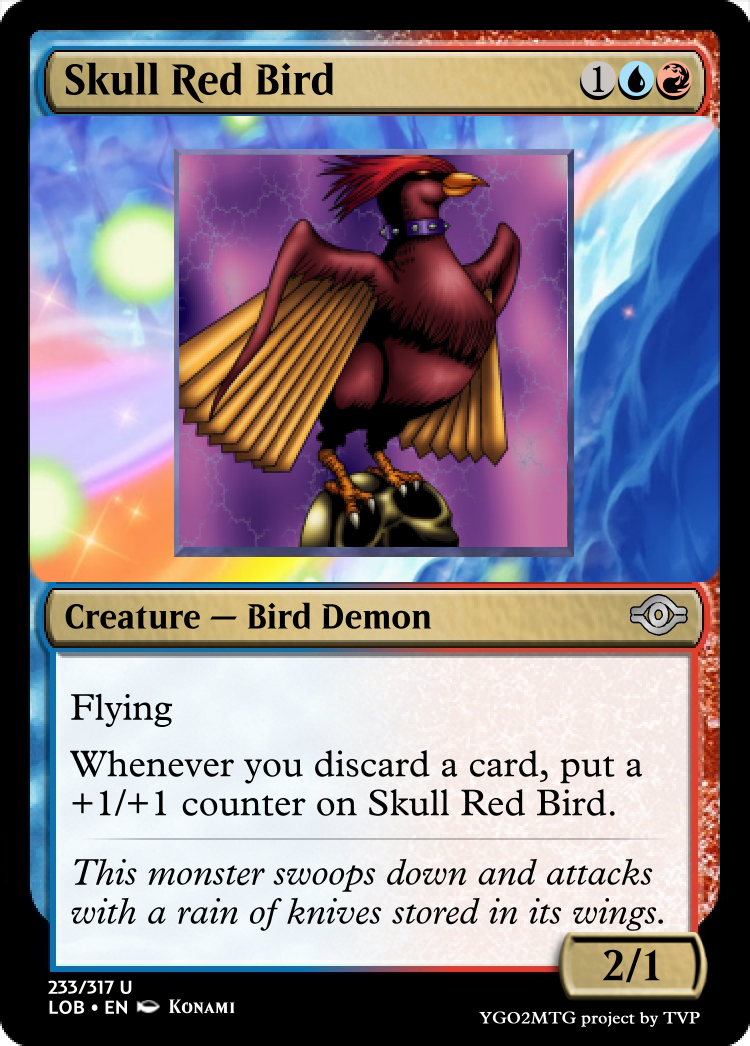 Skull Red Bird 1
Creature — Bird Demon
Flying
Whenever you discard a card, put a
+1/+1 counter on Skull Red Bird.
This monster swoops down and attacks
with a rain of knives stored in its wings.
2/1
233/317 U
LOB • EN Konami
YGO2MTG project by TVP